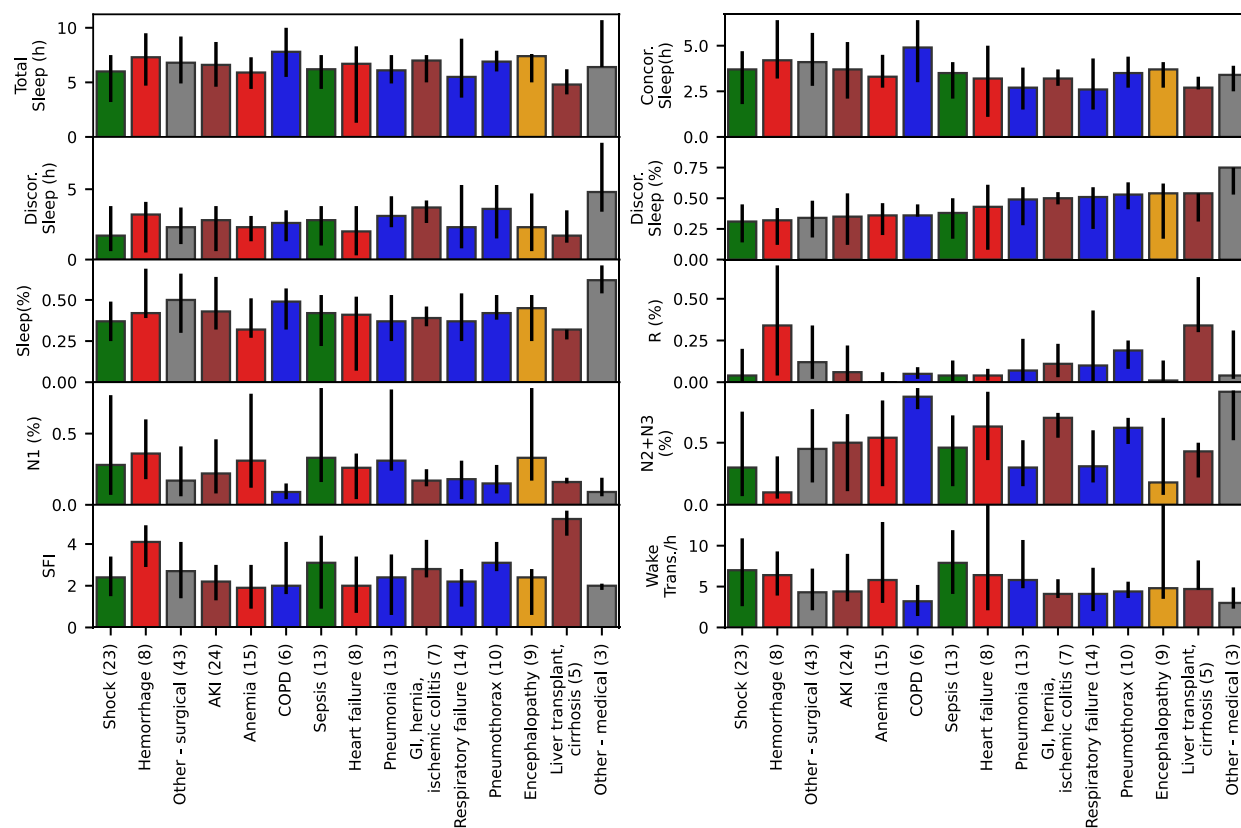 Total
Sleep (h)
10
5
0
Discor.
Sleep (h)
5
0
Sleep(%)
0.50
0.25
0.00
N1 (%)
0.5
0.0
SFI
4
2
0
Shock (23)
Hemorrhage (8)
Other - surgical (43)
AKI (24)
Anemia (15)
COPD (6)
Sepsis (13)
Heart failure (8)
Pneumonia (13)
GI, hernia,
ischemic colitis (7)
Respiratory failure (14)
Pneumothorax (10)
Encephalopathy (9)
Liver transplant,
cirrhosis (5)
Other - medical (3)
Concor.
Sleep(h)
5.0
2.5
0.0
Discor.
Sleep (%)
0.75
0.50
0.25
0.00
R (%)
0.50
0.25
0.00
N2+N3
(%)
0.5
0.0
Wake
Trans./h
10
5
0
Shock (23)
Hemorrhage (8)
Other - surgical (43)
AKI (24)
Anemia (15)
COPD (6)
Sepsis (13)
Heart failure (8)
Pneumonia (13)
GI, hernia,
ischemic colitis (7)
Respiratory failure (14)
Pneumothorax (10)
Encephalopathy (9)
Liver transplant,
cirrhosis (5)
Other - medical (3)